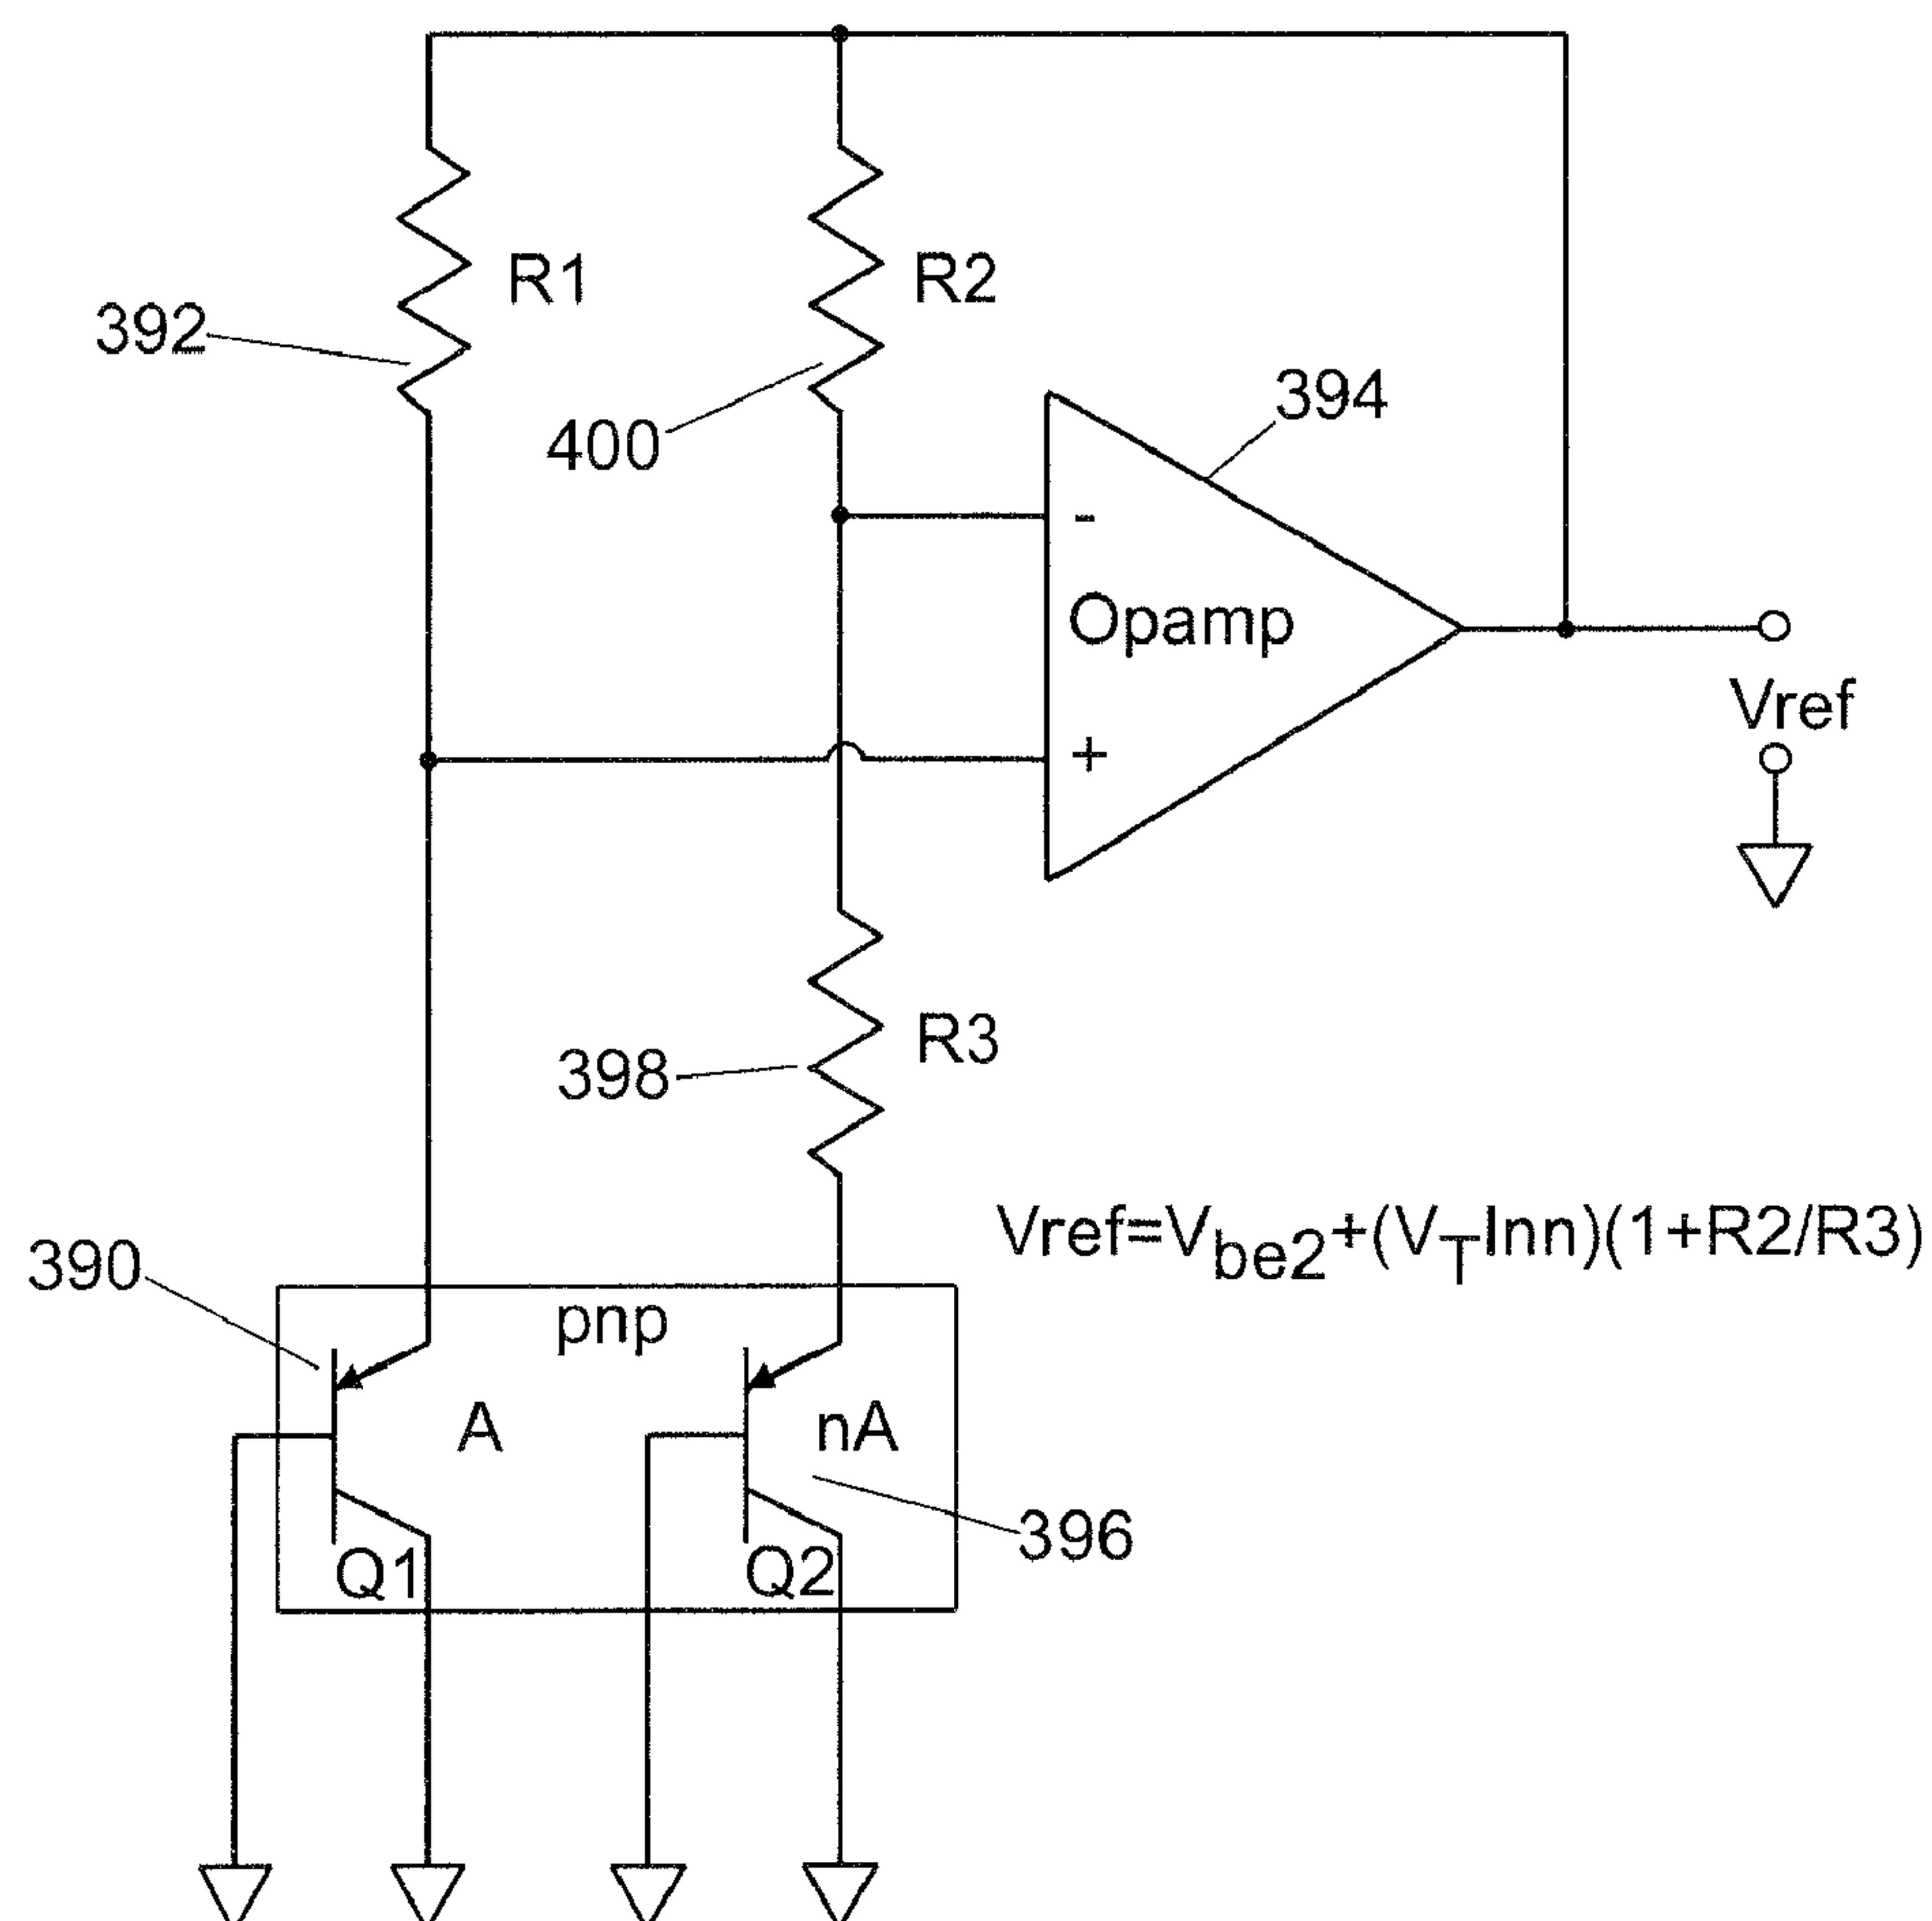 R1
R2
392
394
400
-
Opamp
Vref
+
R3
398
Vref=Vbe2+(VTlnn)(1+R2/R3)
390
pnp
A
nA
396
Q1
Q2